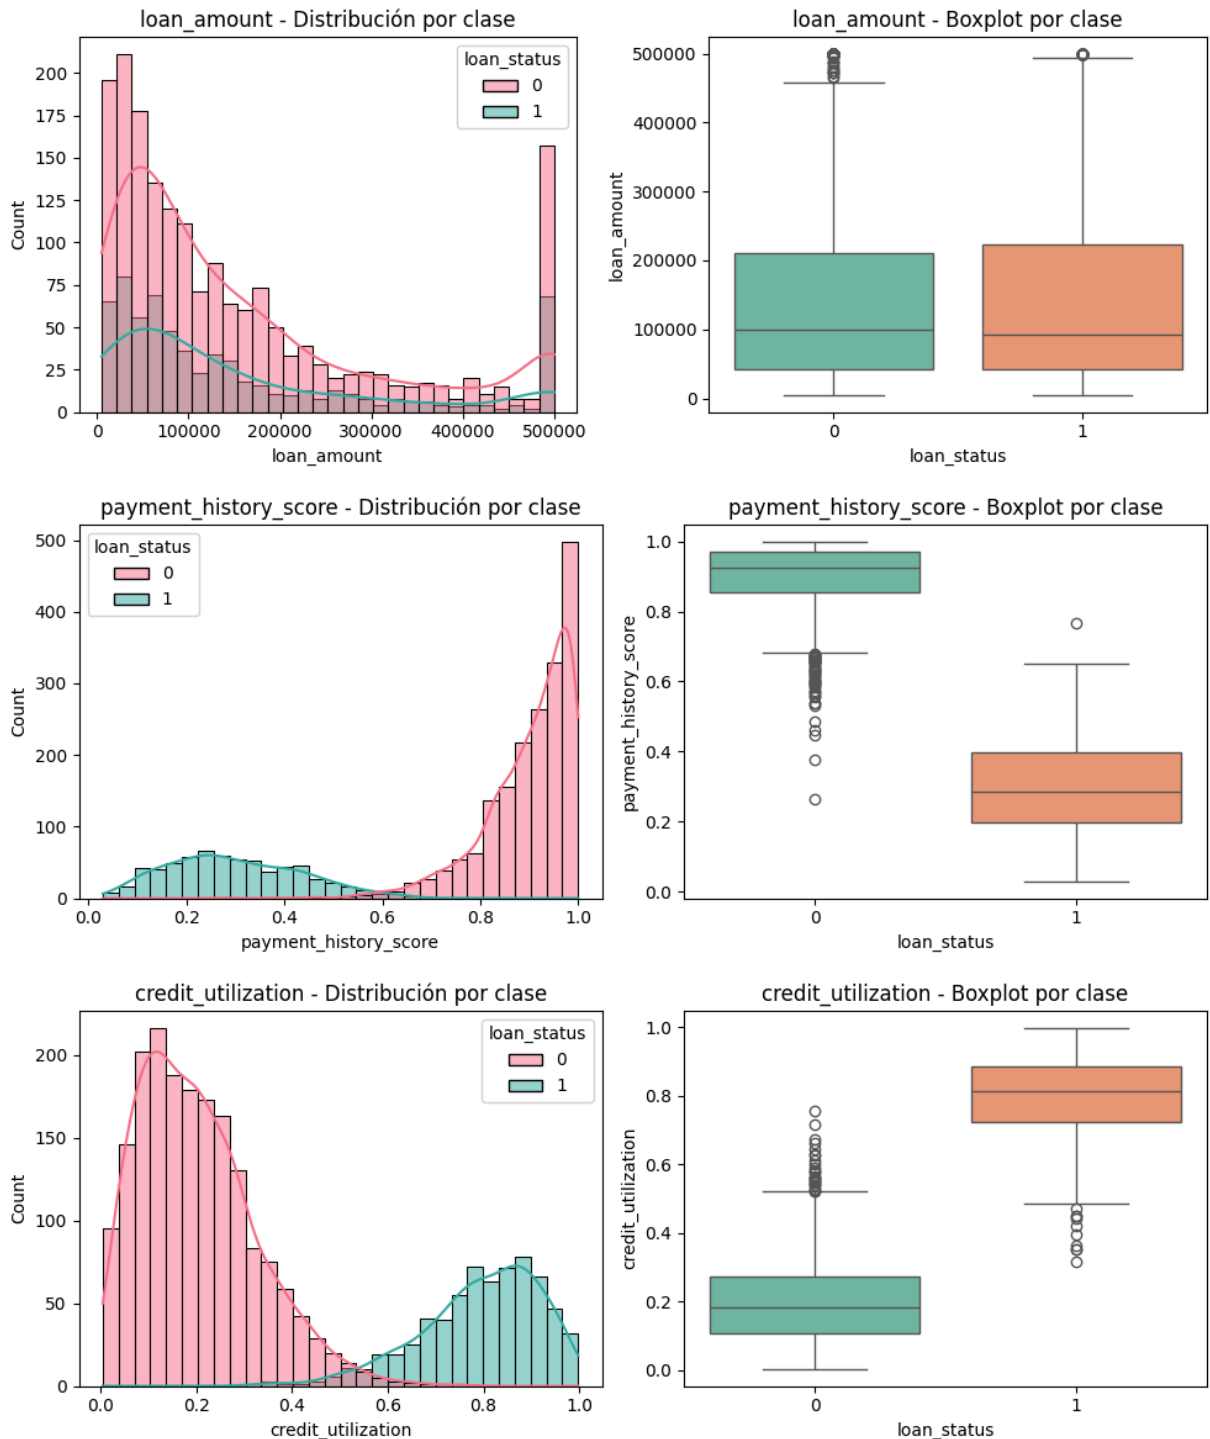 loan_amount - Distribución por clase
loan_status
0
1
200
175
150
125
100
75
50
25
0
Count
0 100000 200000 300000 400000 500000
loan_amount
loan_amount - Boxplot por clase
500000
400000
300000
200000
100000
0
loan_amount
0 1
loan_status
payment_history_score - Distribución por clase
loan_status
0
1
500
400
300
200
100
0
Count
0.0 0.2 0.4 0.6 0.8 1.0
payment_history_score
payment_history_score - Boxplot por clase
1.0
0.8
0.6
0.4
0.2
0.0
payment_history_score
0 1
loan_status
credit_utilization - Distribución por clase
loan_status
0
1
200
150
100
50
0
Count
0.0 0.2 0.4 0.6 0.8 1.0
credit_utilization
credit_utilization - Boxplot por clase
1.0
0.8
0.6
0.4
0.2
0.0
credit_utilization
0 1
loan_status